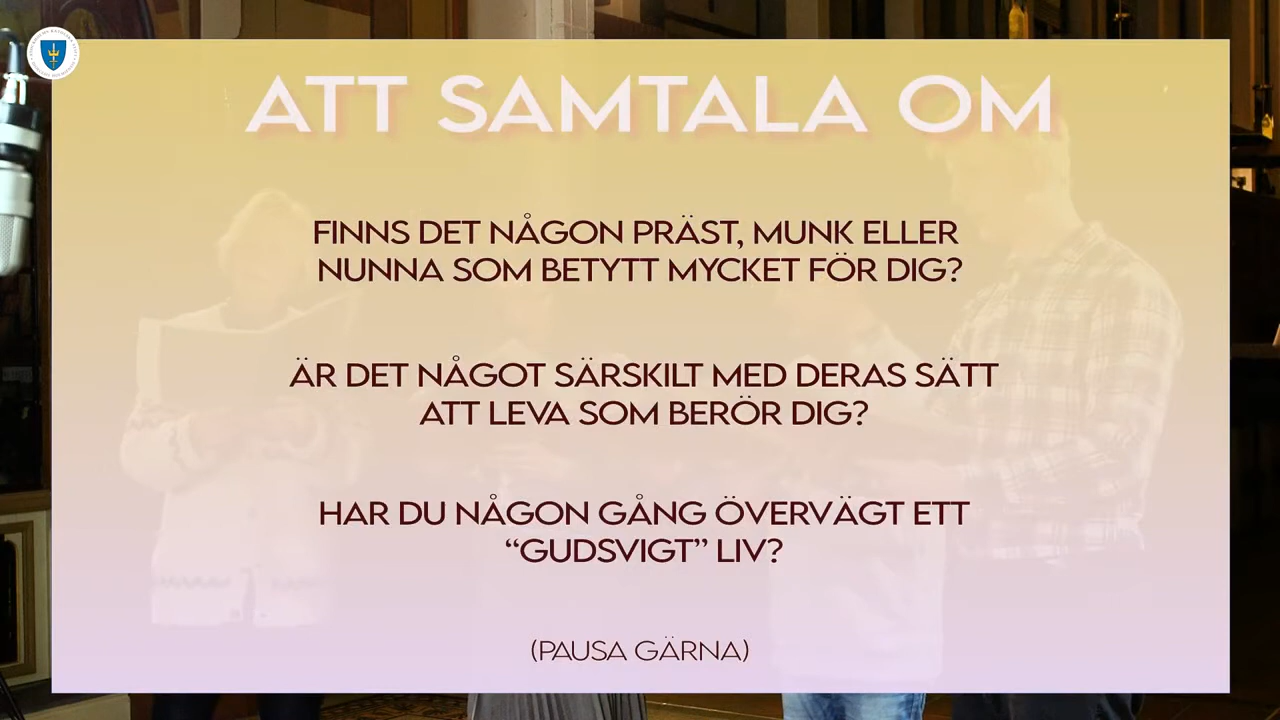 ATT SAMTALA OM
FINNS DET NÅGON PRÄST, MUNK ELLER
NUNNA SOM BETYTT MYCKET FÖR DIG?
ÄR DET NÅGOT SÄRSKILT MED DERAS SÄTT
ATT LEVA SOM BERÖR DIG?
HAR DU NÅGON GÅNG ÖVERVÄGT ETT
“GUDSVIGT” LIV?
(PAUSA GÄRNA)